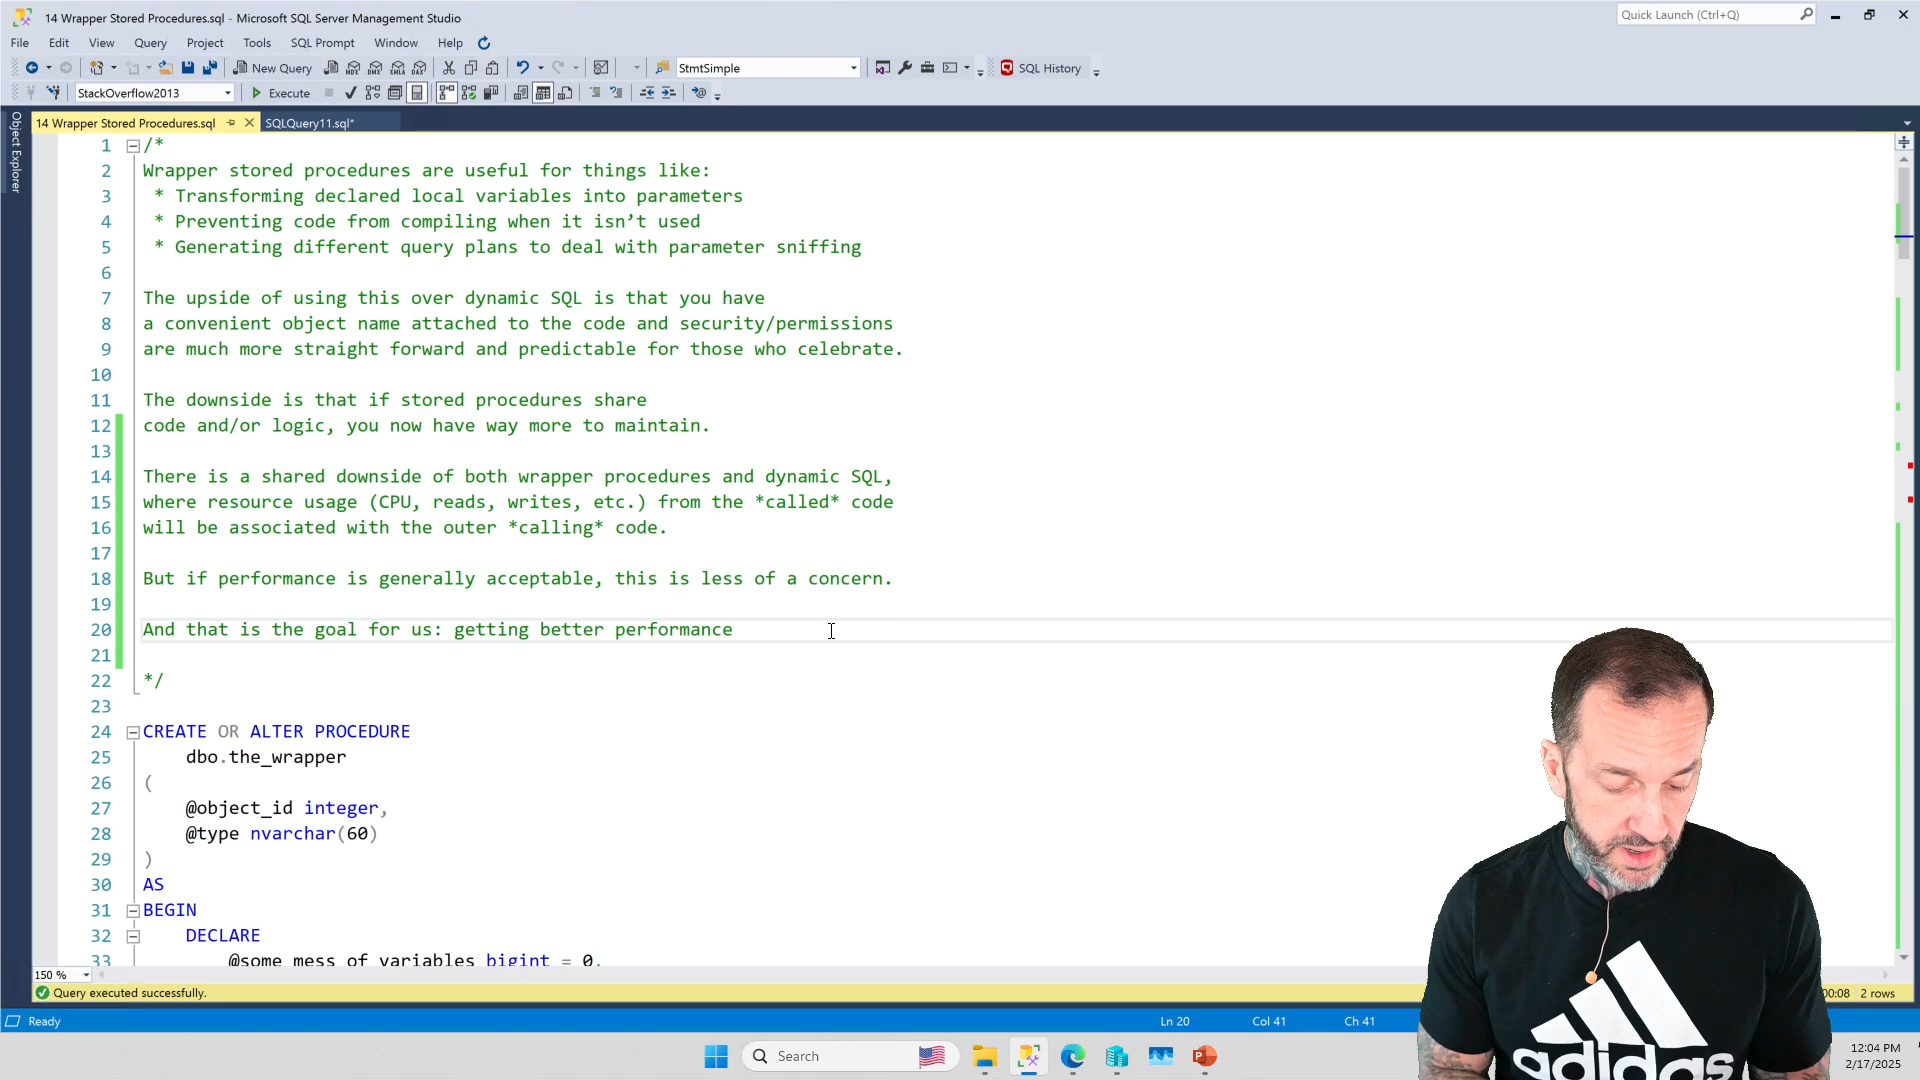 14 Wrapper Stored Procedures.sql - Microsoft SQL Server Management Studio
Quick Launch (Ctrl+Q)
File Edit View Query Project Tools SQL Prompt Window Help
New Query MDX DMX XMLA DAX StmtSimple SQL History
StackOverflow2013 Execute
14 Wrapper Stored Procedures.sql SQLQuery11.sql*
Object Explorer
1 /*
2 Wrapper stored procedures are useful for things like:
3 * Transforming declared local variables into parameters
4 * Preventing code from compiling when it isn’t used
5 * Generating different query plans to deal with parameter sniffing
6
7 The upside of using this over dynamic SQL is that you have
8 a convenient object name attached to the code and security/permissions
9 are much more straight forward and predictable for those who celebrate.
10
11 The downside is that if stored procedures share
12 code and/or logic, you now have way more to maintain.
13
14 There is a shared downside of both wrapper procedures and dynamic SQL,
15 where resource usage (CPU, reads, writes, etc.) from the *called* code
16 will be associated with the outer *calling* code.
17
18 But if performance is generally acceptable, this is less of a concern.
19
20 And that is the goal for us: getting better performance
21
22 */
23
24 CREATE OR ALTER PROCEDURE
25 dbo.the_wrapper
26 (
27 @object_id integer,
28 @type nvarchar(60)
29 )
30 AS
31 BEGIN
32 DECLARE
33 @some_mess_of_variables bigint = 0,
150 %
Query executed successfully. 00:08 2 rows
Ready Ln 20 Col 41 Ch 41
Search
12:04 PM
2/17/2025
adidas